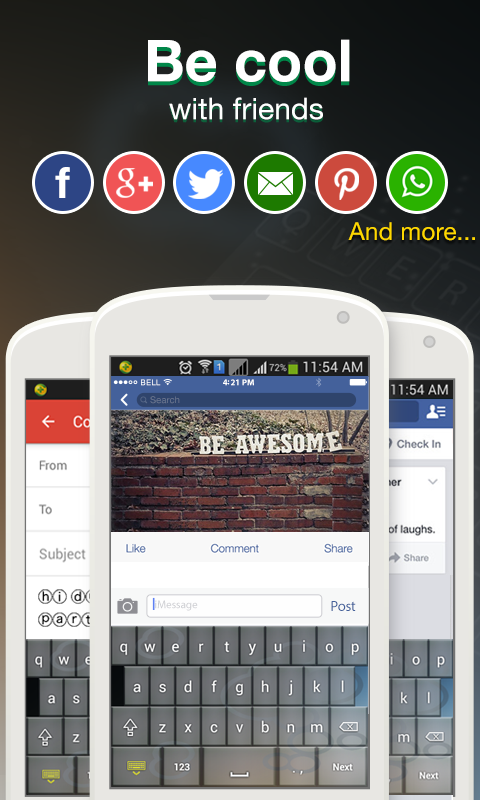 Be cool
with friends
f
g+
And more...
72% 11:54 AM
BELL 4:21 PM
Search
BE AWESOME
Like Comment Share
Message Post
q w e r t y u i o p
a s d f g h j k l
z x c v b n m
123 . , Next
Co
From
To
Subject
ⓗⓘ ⓓ
ⓟⓐⓡⓣ
q w
a s
z
11:54 AM
Check In
her
of laughs.
Share
i o p
k l
m
Next